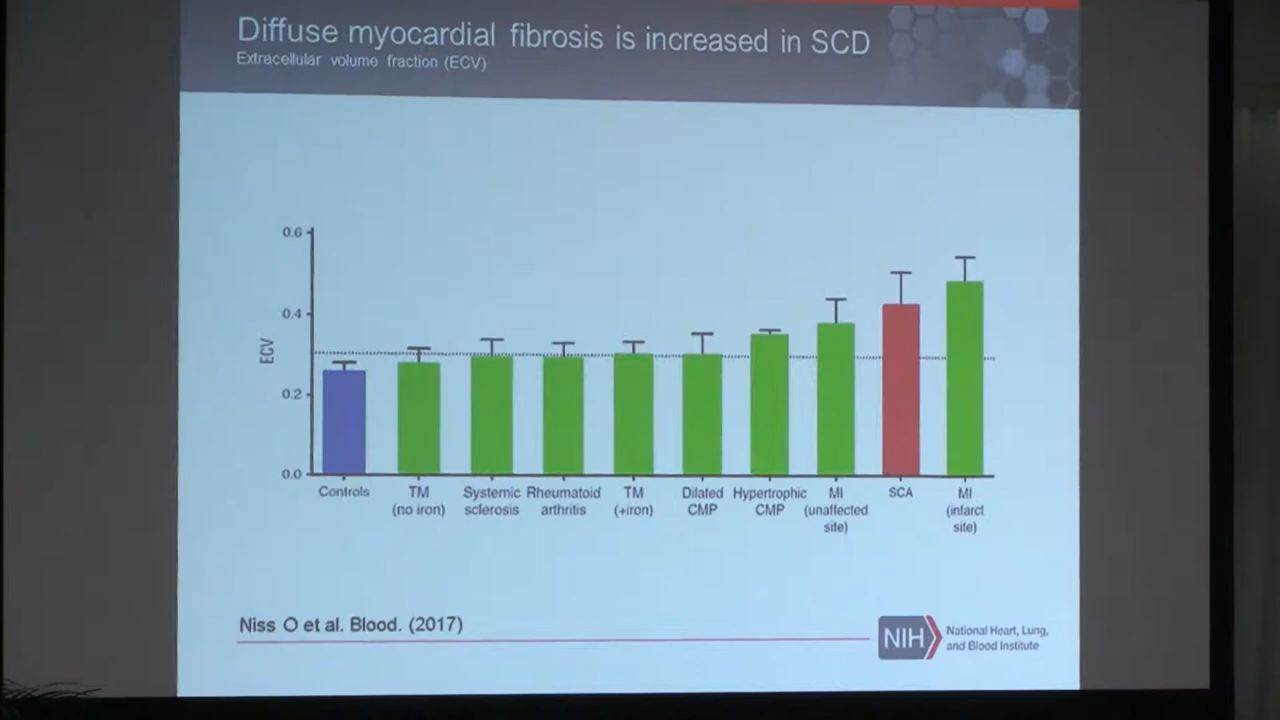 Diffuse myocardial fibrosis is increased in SCD
Extracellular volume fraction (ECV)
0.6
0.4
0.2
0.0
ECV
Controls
TM
(no iron)
Systemic
sclerosis
Rheumatoid
arthritis
TM
(+iron)
Dilated
CMP
Hypertrophic
CMP
MI
(unaffected
site)
SCA
MI
(infarct
site)
Niss O et al. Blood. (2017)
NIH
National Heart, Lung,
and Blood Institute